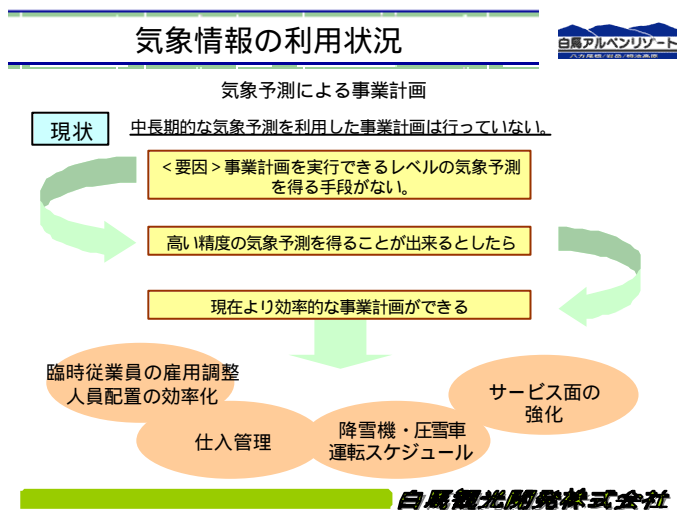 気象情報の利用状況
白馬アルペンリゾート
気象予測による事業計画
現状
中長期的な気象予測を利用した事業計画は行っていない。
<要因>事業計画を実行できるレベルの気象予測
を得る手段がない。
高い精度の気象予測を得ることが出来るとしたら
現在より効率的な事業計画ができる
臨時従業員の雇用調整
人員配置の効率化
仕入管理
降雪機・圧雪車
運転スケジュール
サービス面の
強化
白馬観光開発株式会社